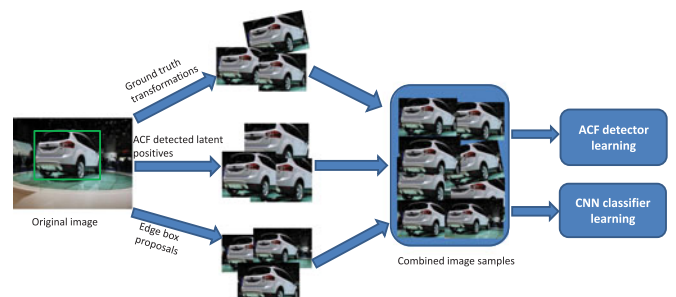 Ground truth
transformations
ACF detected latent
positives
Edge box
proposals
Original image
Combined image samples
ACF detector
learning
CNN classifier
learning